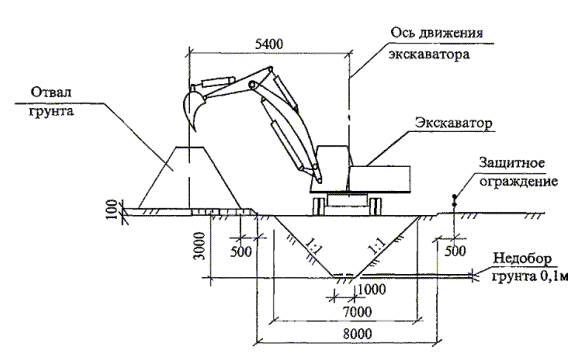 5400
Ось движения
экскаватора
Отвал
грунта
Экскаватор
Защитное
ограждение
100
3000
500
1:1
1:1
500
Недобор
грунта 0,1м
1000
7000
8000